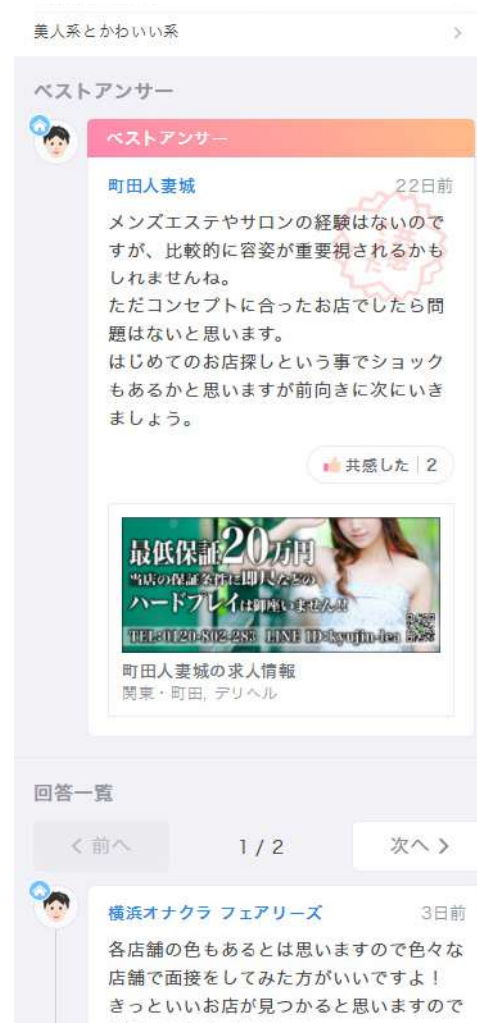 美人系とかわいい系
ベストアンサー
ベストアンサー
町田人妻城
22日前
メンズエステやサロンの経験はないので
すが、比較的に容姿が重要視されるかも
しれませんね。
ただコンセプトに合ったお店でしたら問
題はないと思います。
はじめてのお店探しという事でショック
もあるかと思いますが前向きに次にいき
ましょう。
共感した 2
最低保証20万円
当店の保証条件に即尺などの
ハードプレイは御座いません!!
TEL:0120-802-283 LINE ID:kyujin-lea
町田人妻城の求人情報
関東・町田, デリヘル
回答一覧
前へ
1 / 2
次へ
横浜オナクラ フェアリーズ
3日前
各店舗の色もあるとは思いますので色々な
店舗で面接をしてみた方がいいですよ！
きっといいお店が見つかると思いますので